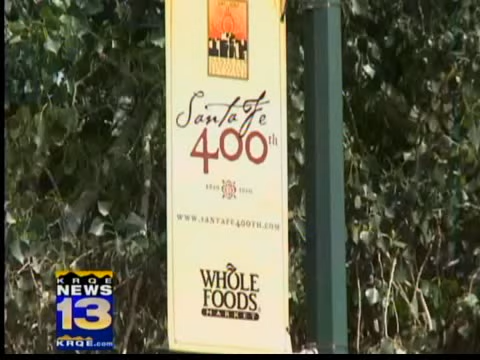 Santa Fe
400th
WWW.SANTAFE400TH.COM
WHOLE
FOODS
MARKET
KRQE
NEWS
13
KRQE.com